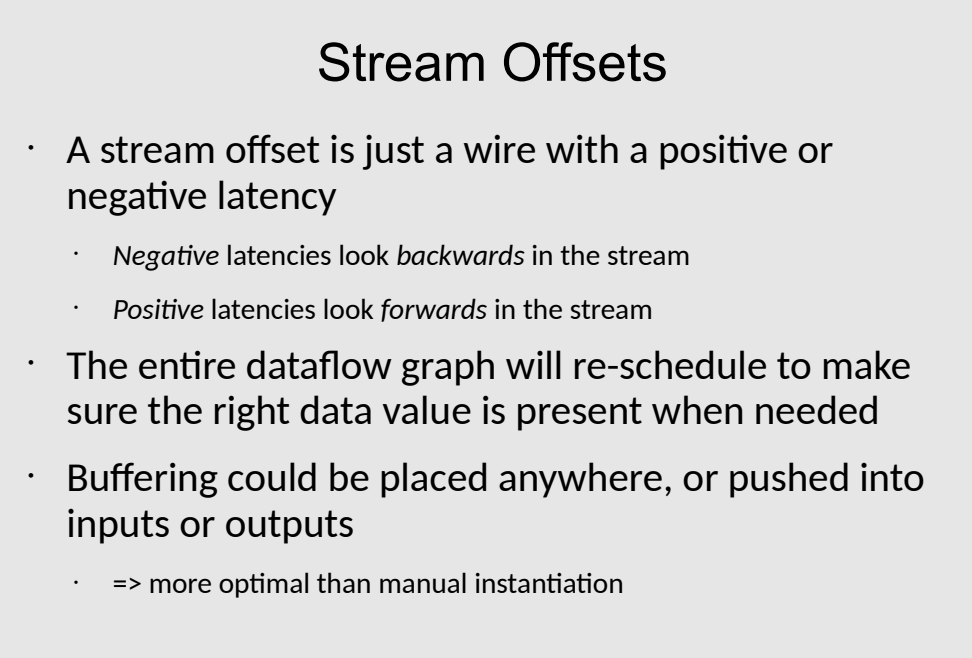 Stream Offsets
· A stream offset is just a wire with a positive or
negative latency
· Negative latencies look backwards in the stream
· Positive latencies look forwards in the stream
· The entire dataflow graph will re-schedule to make
sure the right data value is present when needed
· Buffering could be placed anywhere, or pushed into
inputs or outputs
· => more optimal than manual instantiation